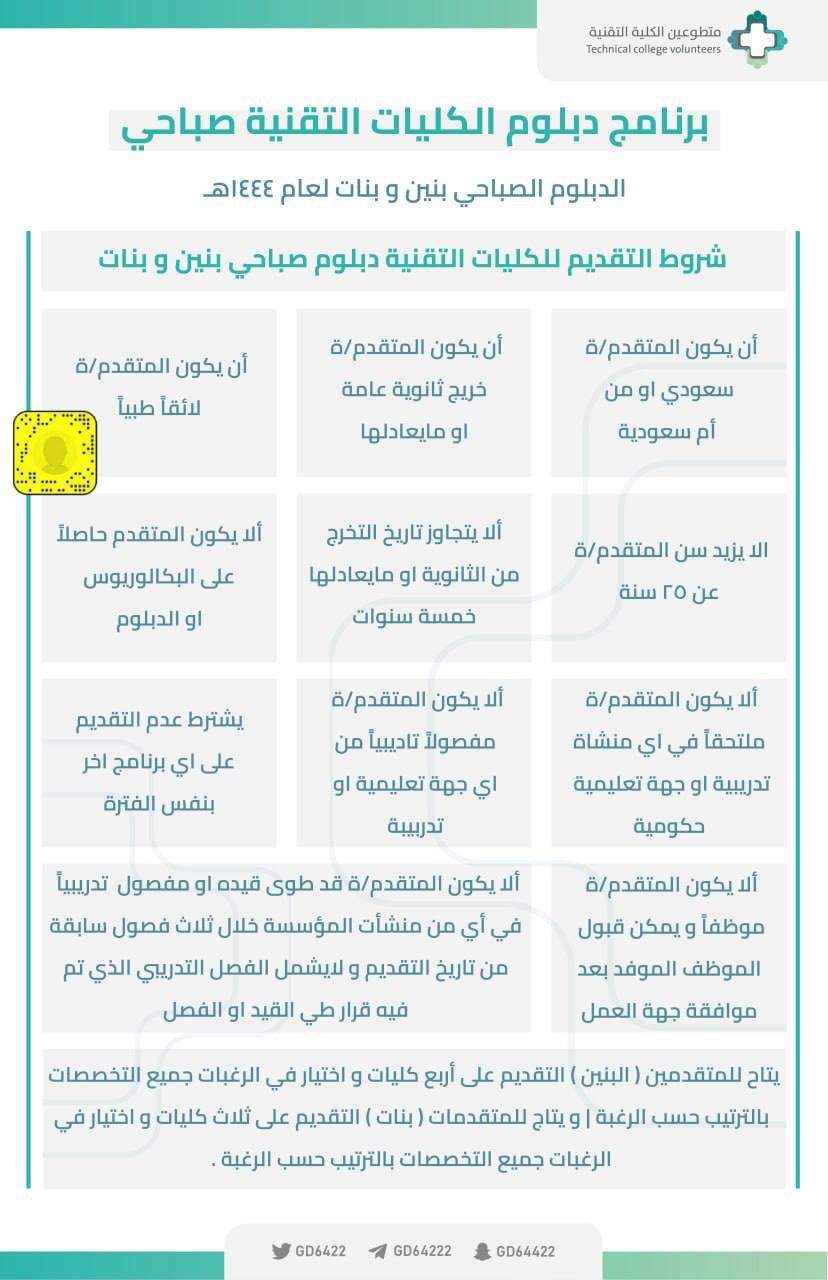 متطوعين الكلية التقنية
Technical college volunteers
برنامج دبلوم الكليات التقنية صباحي
الدبلوم الصباحي بنين و بنات لعام ١٤٤٤هـ
شروط التقديم للكليات التقنية دبلوم صباحي بنين و بنات
أن يكون المتقدم/ة
سعودي او من
أم سعودية
أن يكون المتقدم/ة
خريج ثانوية عامة
او مايعادلها
أن يكون المتقدم/ة
لائقاً طبياً
الا يزيد سن المتقدم/ة
عن ٢٥ سنة
ألا يتجاوز تاريخ التخرج
من الثانوية او مايعادلها
خمسة سنوات
ألا يكون المتقدم حاصلاً
على البكالوريوس
او الدبلوم
ألا يكون المتقدم/ة
ملتحقاً في اي منشاة
تدريبية او جهة تعليمية
حكومية
ألا يكون المتقدم/ة
مفصولاً تاديبياً من
اي جهة تعليمية او
تدريبية
يشترط عدم التقديم
على اي برنامج اخر
بنفس الفترة
ألا يكون المتقدم/ة
موظفاً و يمكن قبول
الموظف الموفد بعد
موافقة جهة العمل
ألا يكون المتقدم/ة قد طوى قيده او مفصول تدريبياً
في أي من منشأت المؤسسة خلال ثلاث فصول سابقة
من تاريخ التقديم و لايشمل الفصل التدريبي الذي تم
فيه قرار طي القيد او الفصل
يتاح للمتقدمين ( البنين ) التقديم على أربع كليات و اختيار في الرغبات جميع التخصصات
بالترتيب حسب الرغبة | و يتاح للمتقدمات ( بنات ) التقديم على ثلاث كليات و اختيار في
الرغبات جميع التخصصات بالترتيب حسب الرغبة .
GD6422
GD64222
GD64422